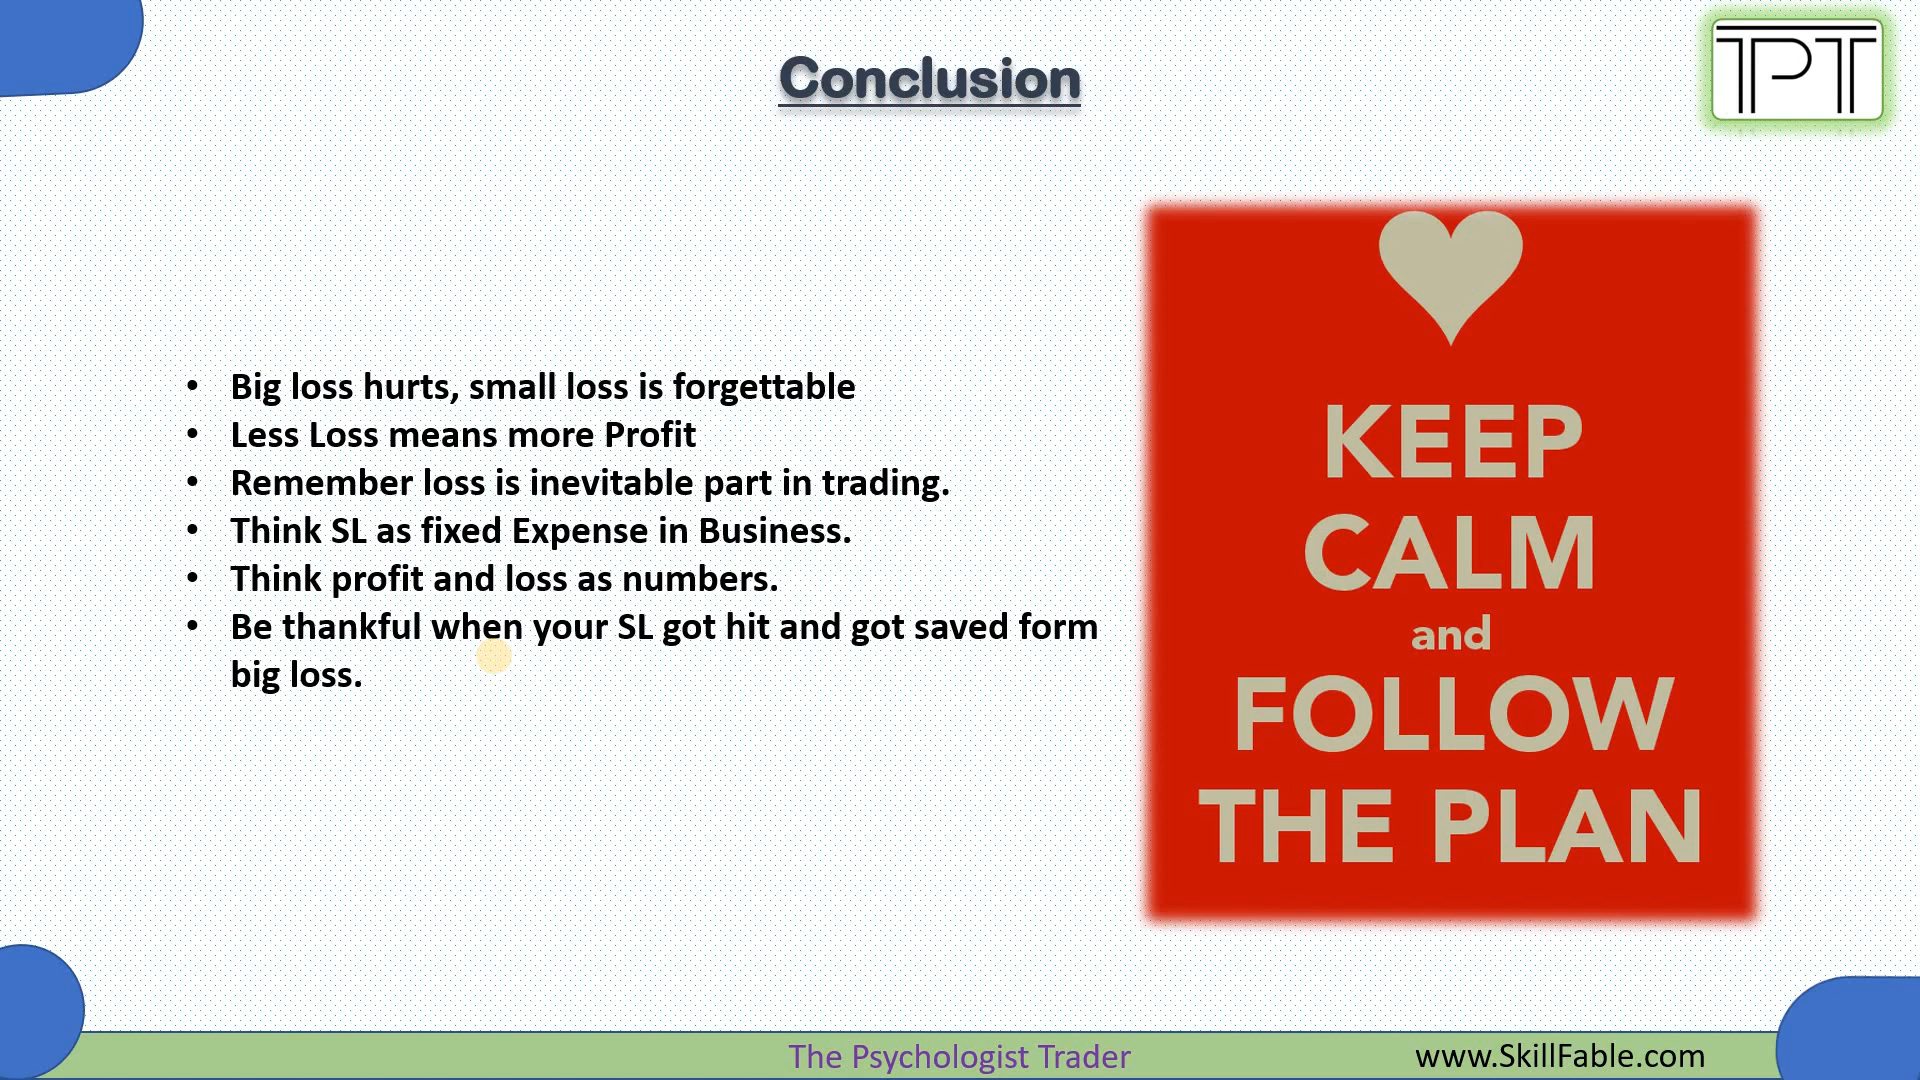 Conclusion
TPT
• Big loss hurts, small loss is forgettable
• Less Loss means more Profit
• Remember loss is inevitable part in trading.
• Think SL as fixed Expense in Business.
• Think profit and loss as numbers.
• Be thankful when your SL got hit and got saved form
big loss.
KEEP
CALM
and
FOLLOW
THE PLAN
The Psychologist Trader
www.SkillFable.com